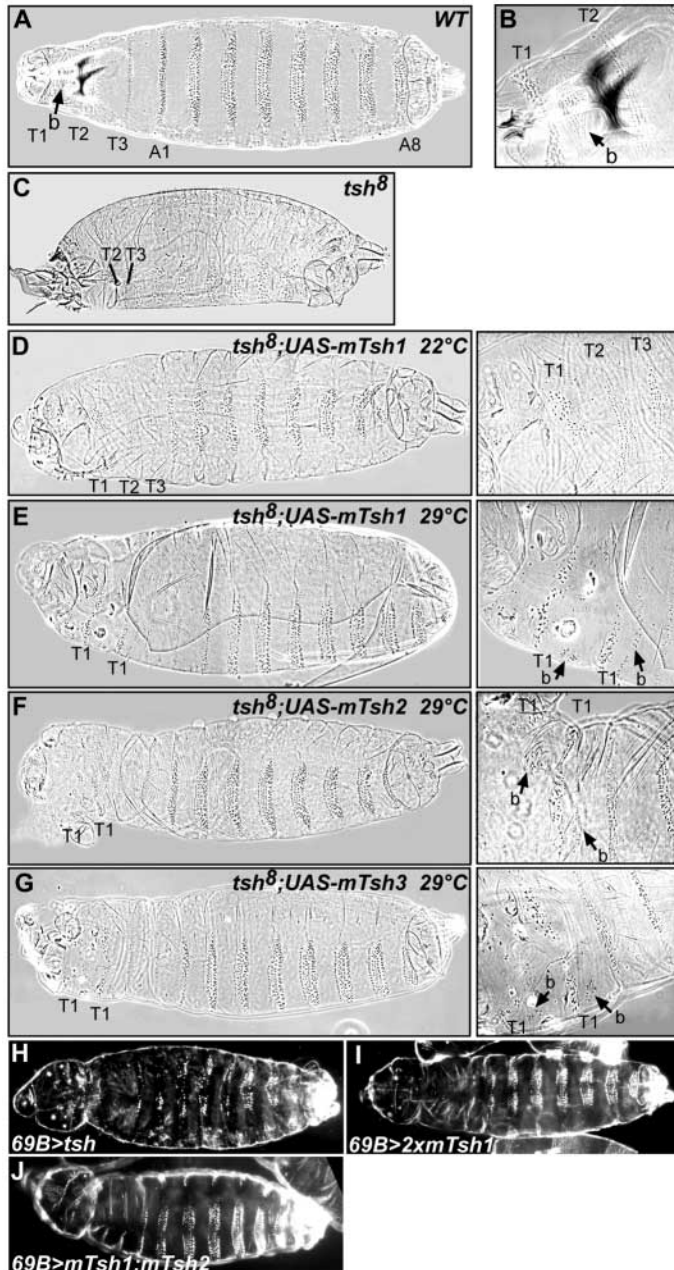 A WT
b
T1 T2 T3 A1 A8
B T2
T1
b
C tsh8
T2 T3
D tsh8;UAS-mTsh1 22°C
T1 T2 T3
T1 T2 T3
E tsh8;UAS-mTsh1 29°C
T1 T1
T1 b T1 b
F tsh8;UAS-mTsh2 29°C
T1 T1
T1 T1
b
b
G tsh8;UAS-mTsh3 29°C
T1 T1
b b
T1 T1
H
69B>tsh
I
69B>2xmTsh1
J
69B>mTsh1;mTsh2